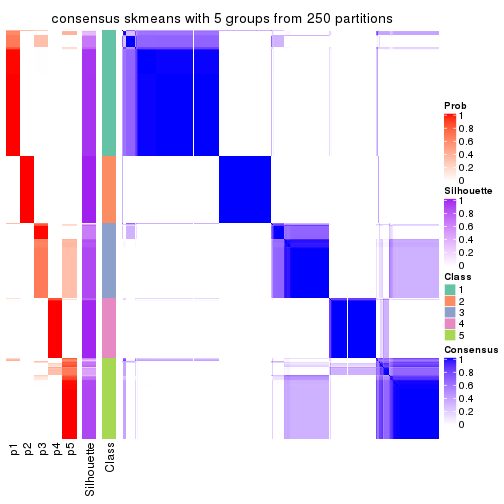 consensus skmeans with 5 groups from 250 partitions
Prob
1
0.8
0.6
0.4
0.2
0
Silhouette
1
0.8
0.6
0.4
0.2
0
Class
1
2
3
4
5
Consensus
1
0.8
0.6
0.4
0.2
0
p1
p2
p3
p4
p5
Silhouette
Class